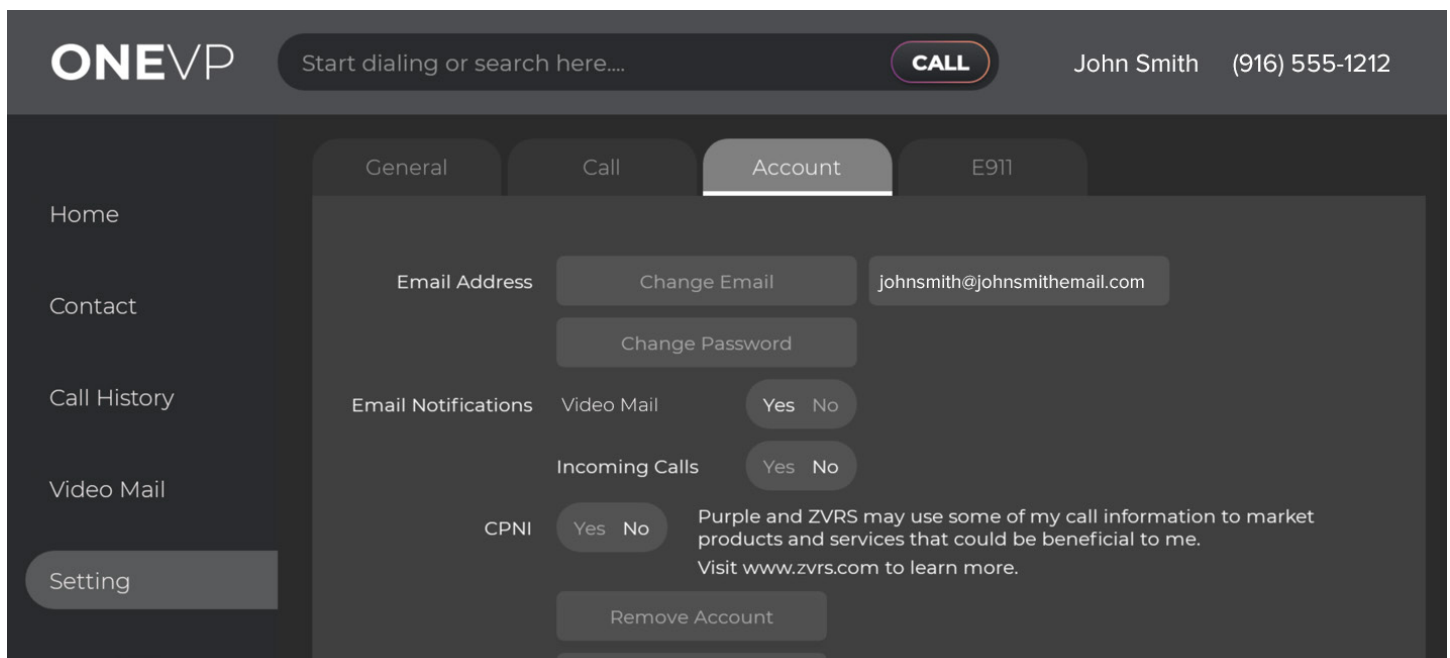 ONEVP
Start dialing or search here....
CALL
John Smith (916) 555-1212
General Call Account E911
Home
Contact
Call History
Video Mail
Setting
Email Address Change Email johnsmith@johnsmithemail.com
Change Password
Email Notifications Video Mail Yes No
Incoming Calls Yes No
CPNI Yes No
Purple and ZVRS may use some of my call information to market
products and services that could be beneficial to me.
Visit www.zvrs.com to learn more.
Remove Account